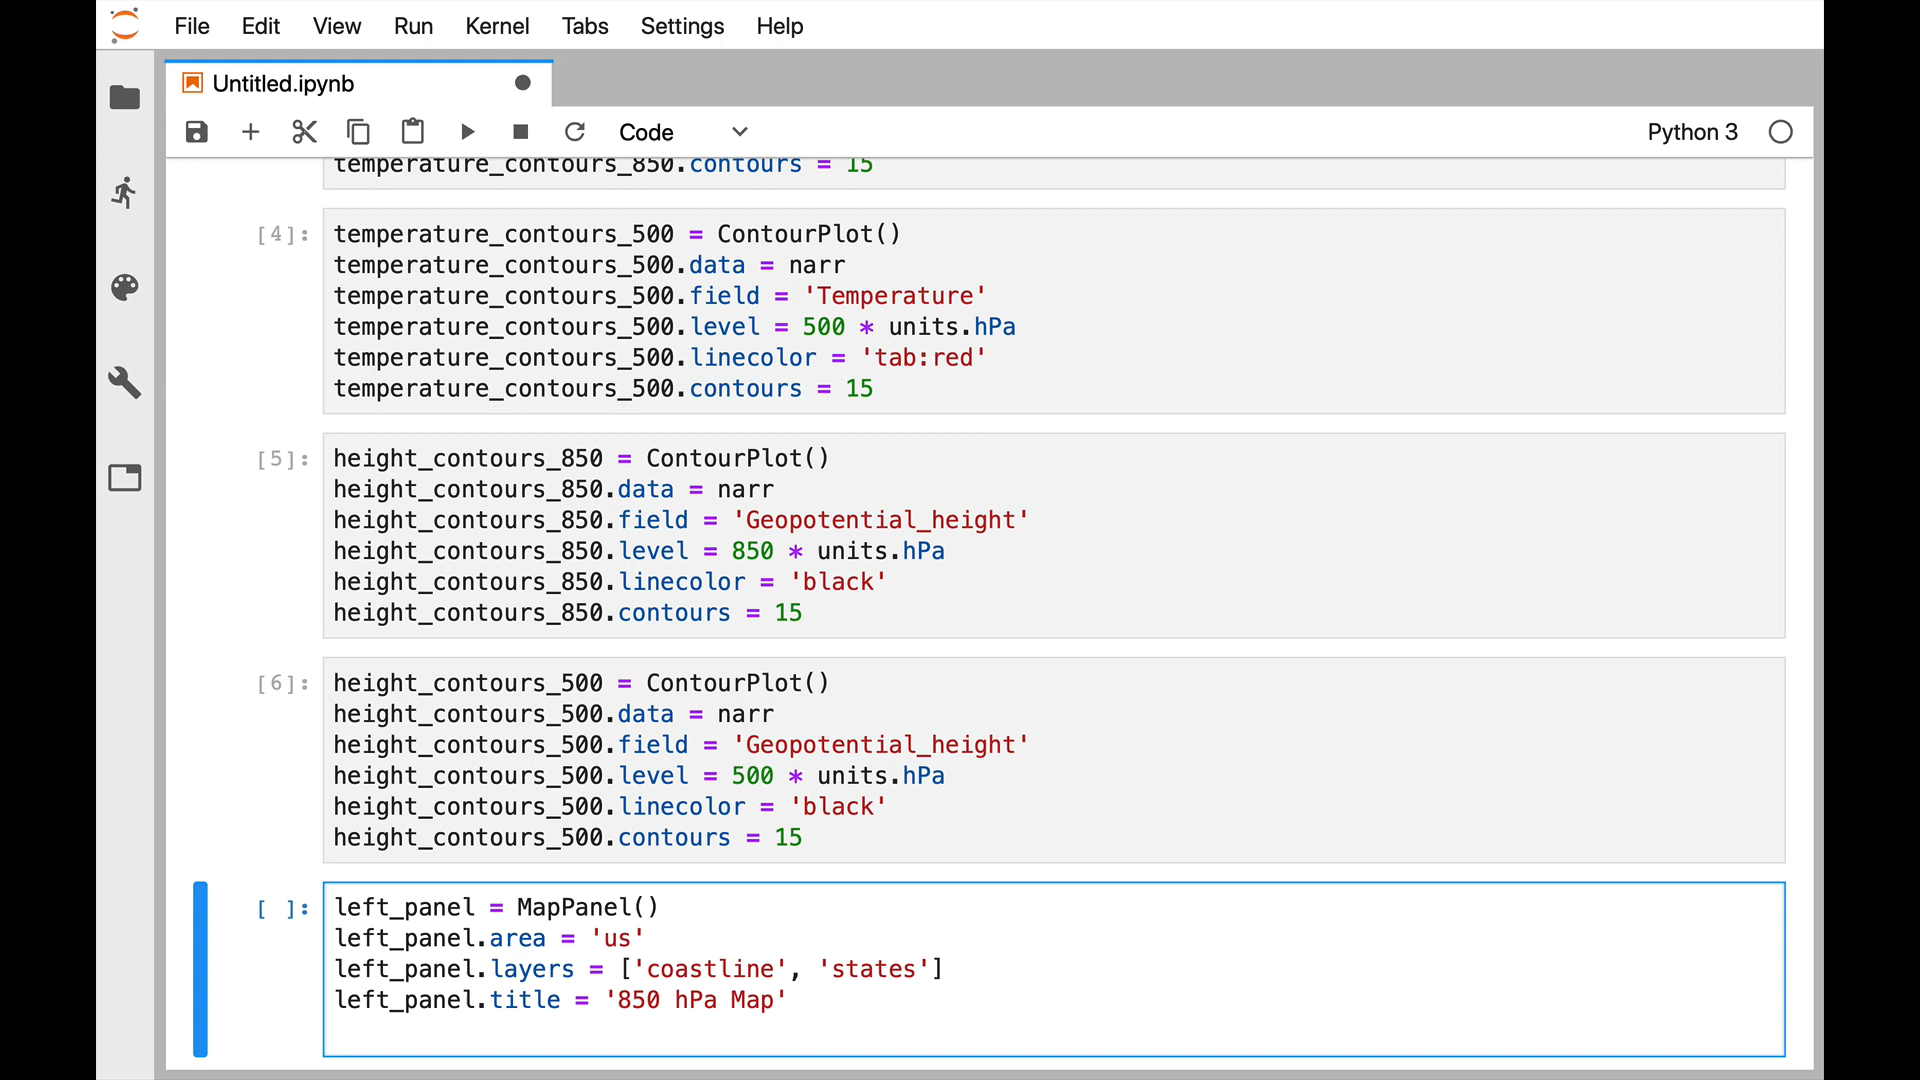 File Edit View Run Kernel Tabs Settings Help
Untitled.ipynb
Code Python 3
temperature_contours_850.contours = 15
[4]: temperature_contours_500 = ContourPlot()
temperature_contours_500.data = narr
temperature_contours_500.field = 'Temperature'
temperature_contours_500.level = 500 * units.hPa
temperature_contours_500.linecolor = 'tab:red'
temperature_contours_500.contours = 15
[5]: height_contours_850 = ContourPlot()
height_contours_850.data = narr
height_contours_850.field = 'Geopotential_height'
height_contours_850.level = 850 * units.hPa
height_contours_850.linecolor = 'black'
height_contours_850.contours = 15
[6]: height_contours_500 = ContourPlot()
height_contours_500.data = narr
height_contours_500.field = 'Geopotential_height'
height_contours_500.level = 500 * units.hPa
height_contours_500.linecolor = 'black'
height_contours_500.contours = 15
[ ]: left_panel = MapPanel()
left_panel.area = 'us'
left_panel.layers = ['coastline', 'states']
left_panel.title = '850 hPa Map'